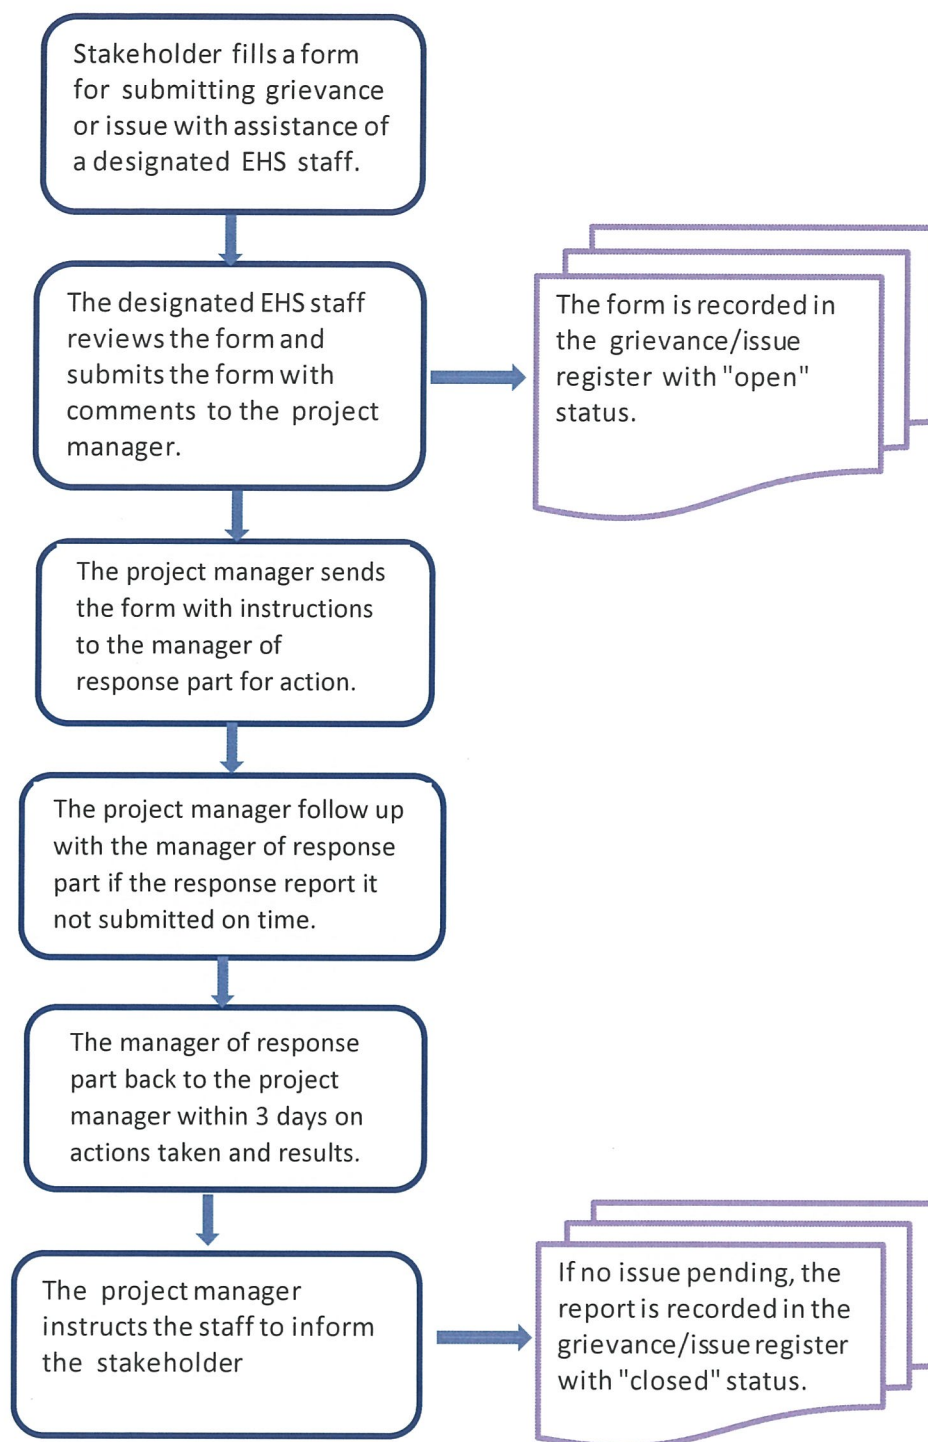 Stakeholder fills a form
for submitting grievance
or issue with assistance of
a designated EHS staff.
The designated EHS staff
reviews the form and
submits the form with
comments to the project
manager.
The form is recorded in
the grievance/issue
register with "open"
status.
The project manager sends
the form with instructions
to the manager of
response part for action.
The project manager follow up
with the manager of response
part if the response report it
not submitted on time.
The manager of response
part back to the project
manager within 3 days on
actions taken and results.
The project manager
instructs the staff to inform
the stakeholder
If no issue pending, the
report is recorded in the
grievance/issue register
with "closed" status.